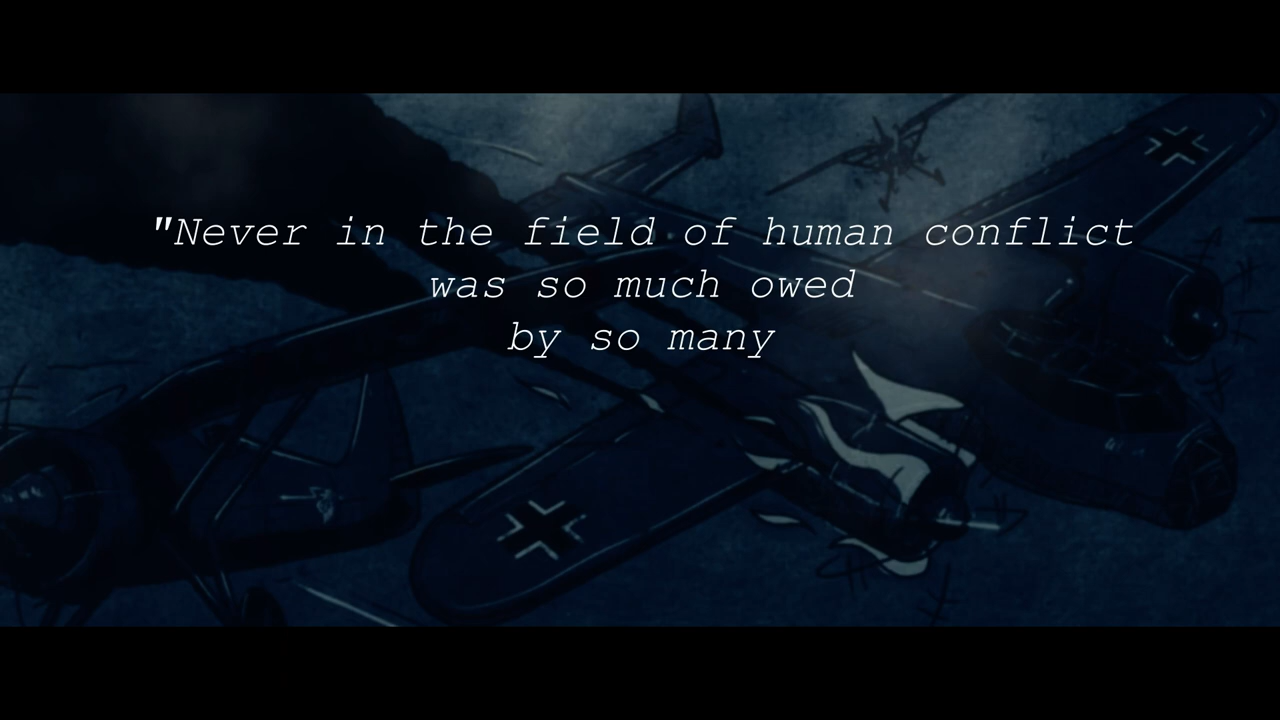 "Never in the field of human conflict
was so much owed
by so many